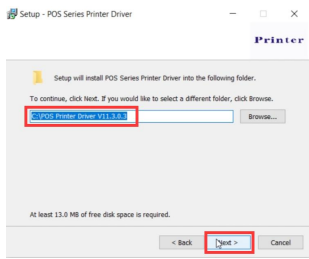 Setup - POS Series Printer Driver
Printer
Setup will install POS Series Printer Driver into the following folder.
To continue, click Next. If you would like to select a different folder, click Browse.
C:\POS Printer Driver V11.3.0.3
Browse...
At least 13.0 MB of free disk space is required.
< Back
Next >
Cancel